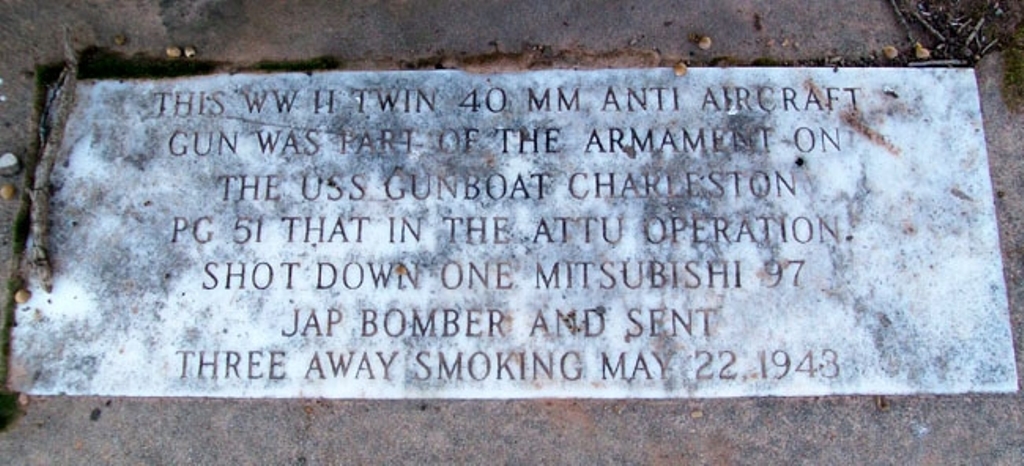 THIS WW II TWIN 40 MM ANTI AIRCRAFT
GUN WAS PART OF THE ARMAMENT ON
THE USS GUNBOAT CHARLESTON
PG 51 THAT IN THE ATTU OPERATION
SHOT DOWN ONE MITSUBISHI 97
JAP BOMBER AND SENT
THREE AWAY SMOKING MAY 22 1943